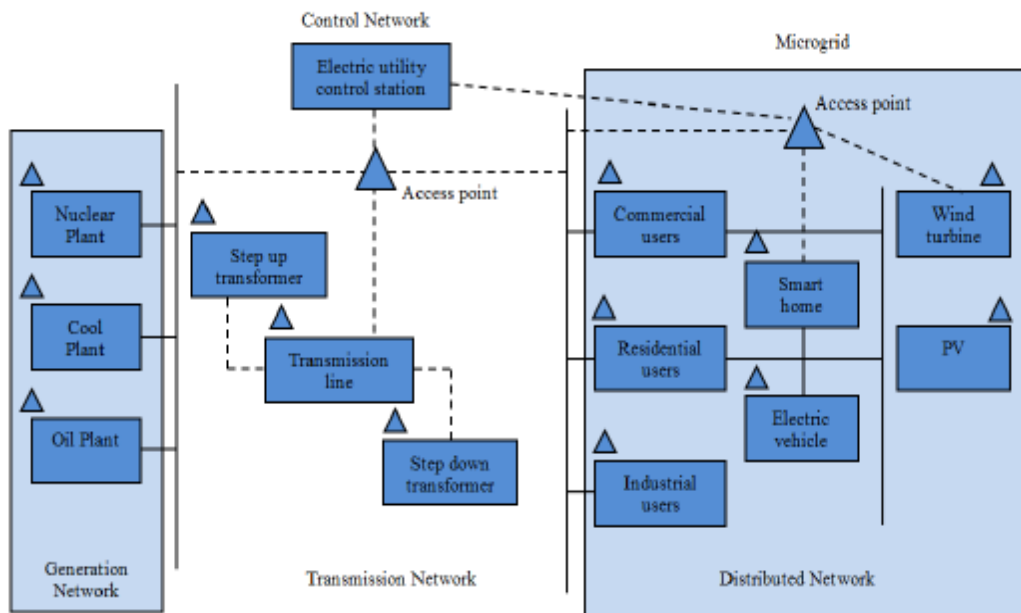 Control Network
Electric utility
control station
Microgrid
Access point
Access point
Nuclear
Plant
Cool
Plant
Oil Plant
Generation
Network
Step up
transformer
Transmission
line
Step down
transformer
Transmission Network
Commercial
users
Residential
users
Industrial
users
Smart
home
Electric
vehicle
Wind
turbine
PV
Distributed Network